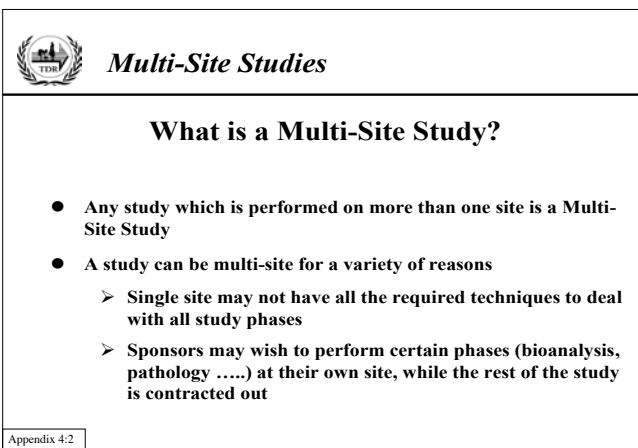 TDR
Multi-Site Studies
What is a Multi-Site Study?
● Any study which is performed on more than one site is a Multi-
Site Study
● A study can be multi-site for a variety of reasons
➢ Single site may not have all the required techniques to deal
with all study phases
➢ Sponsors may wish to perform certain phases (bioanalysis,
pathology …..) at their own site, while the rest of the study
is contracted out
Appendix 4:2